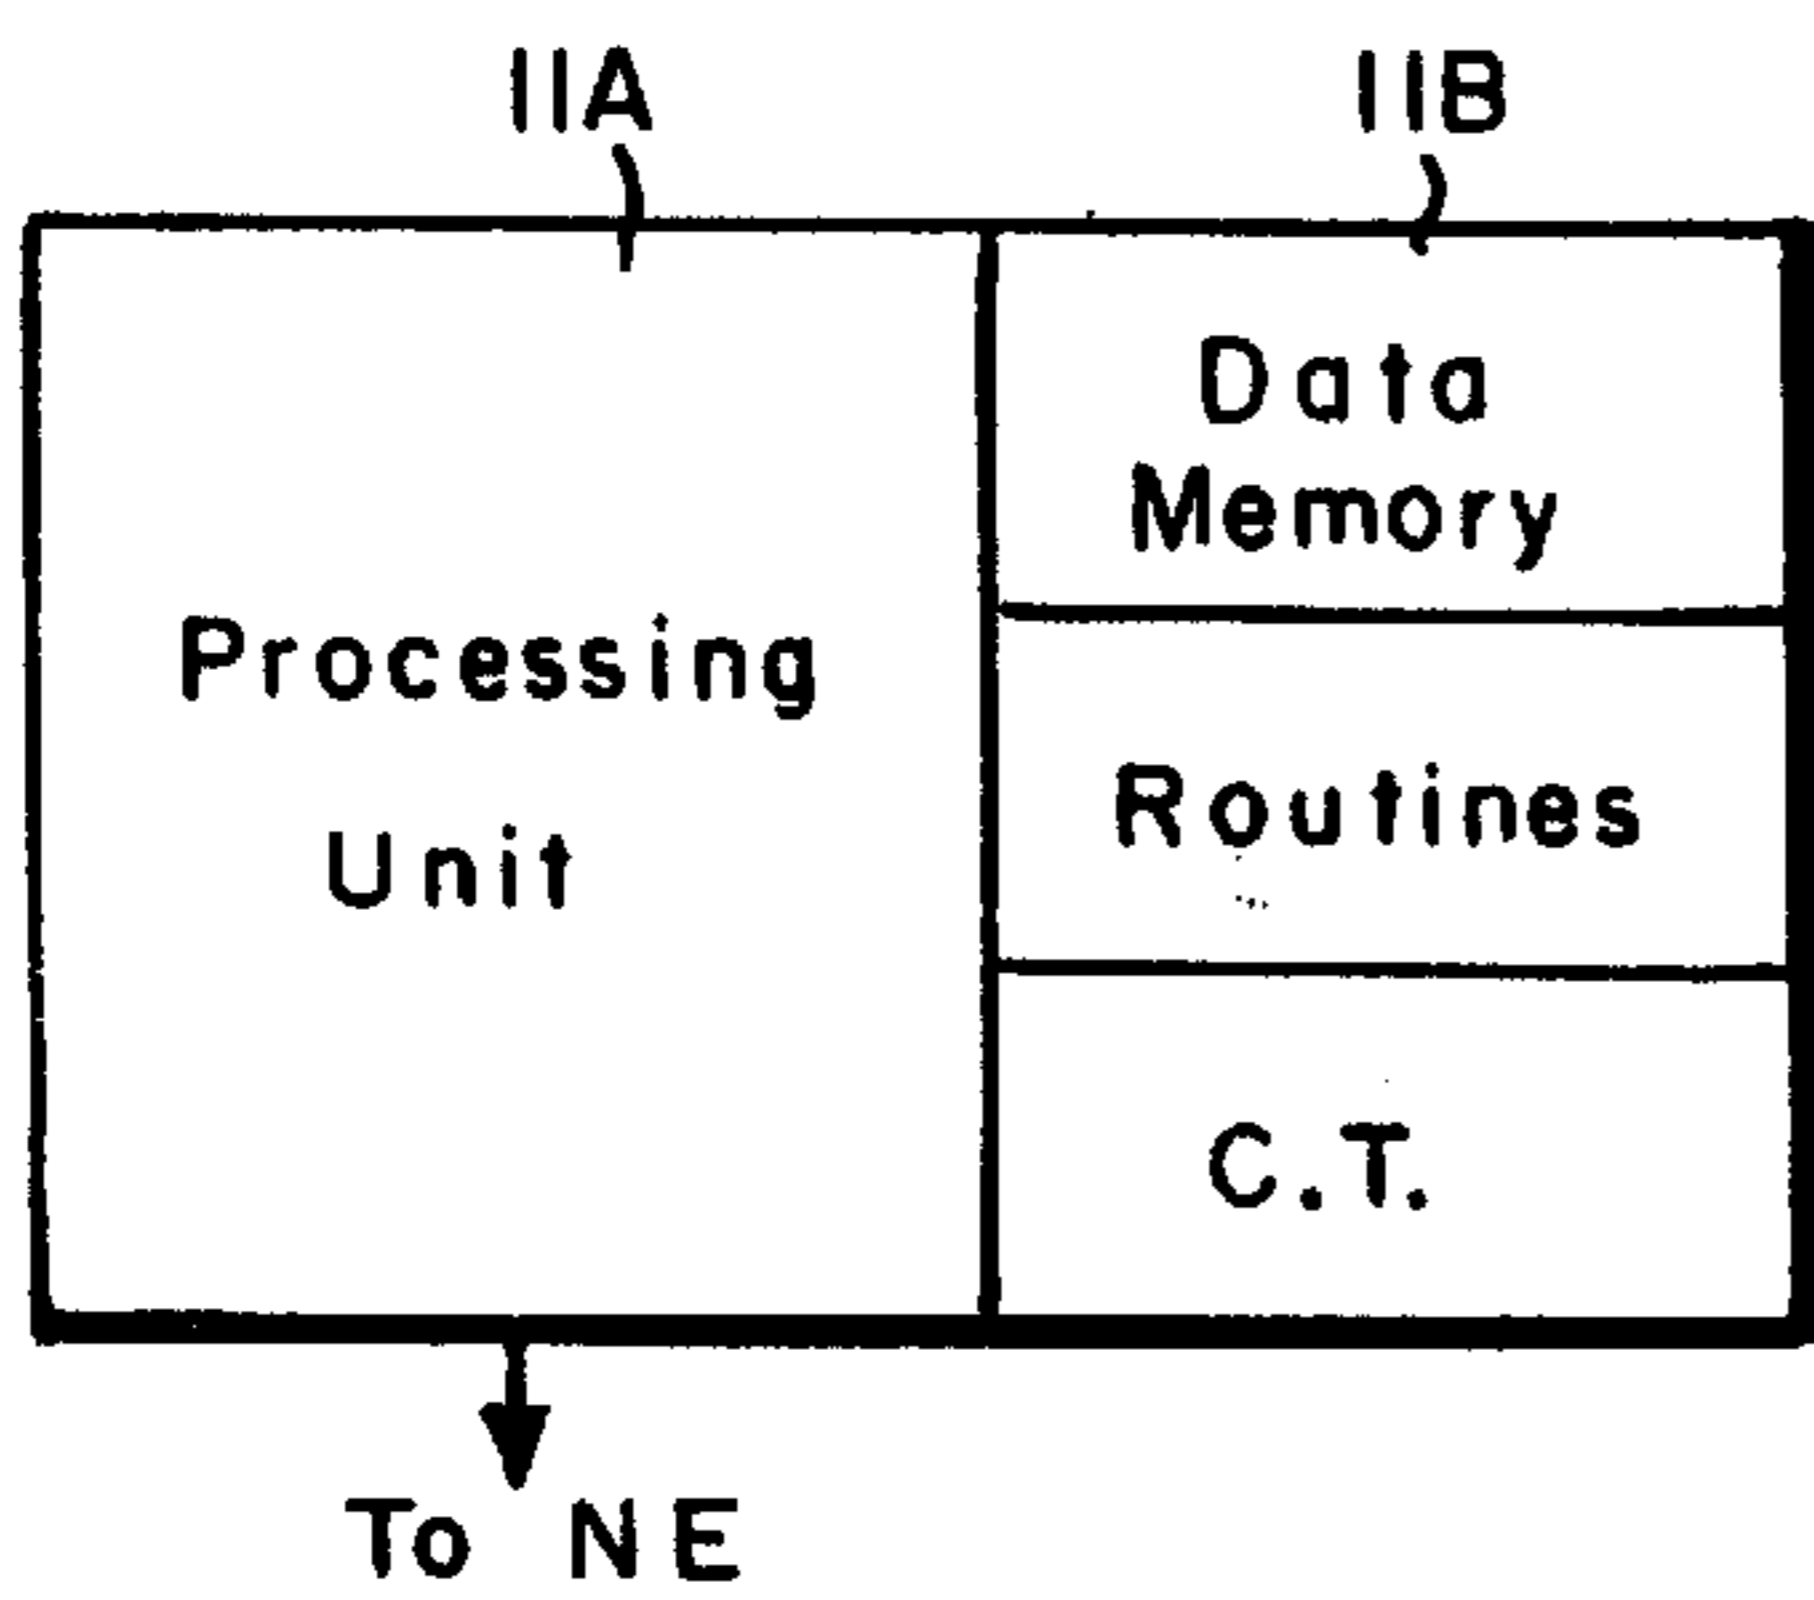 11A
11B
Processing
Unit
Data
Memory
Routines
C.T.
To NE